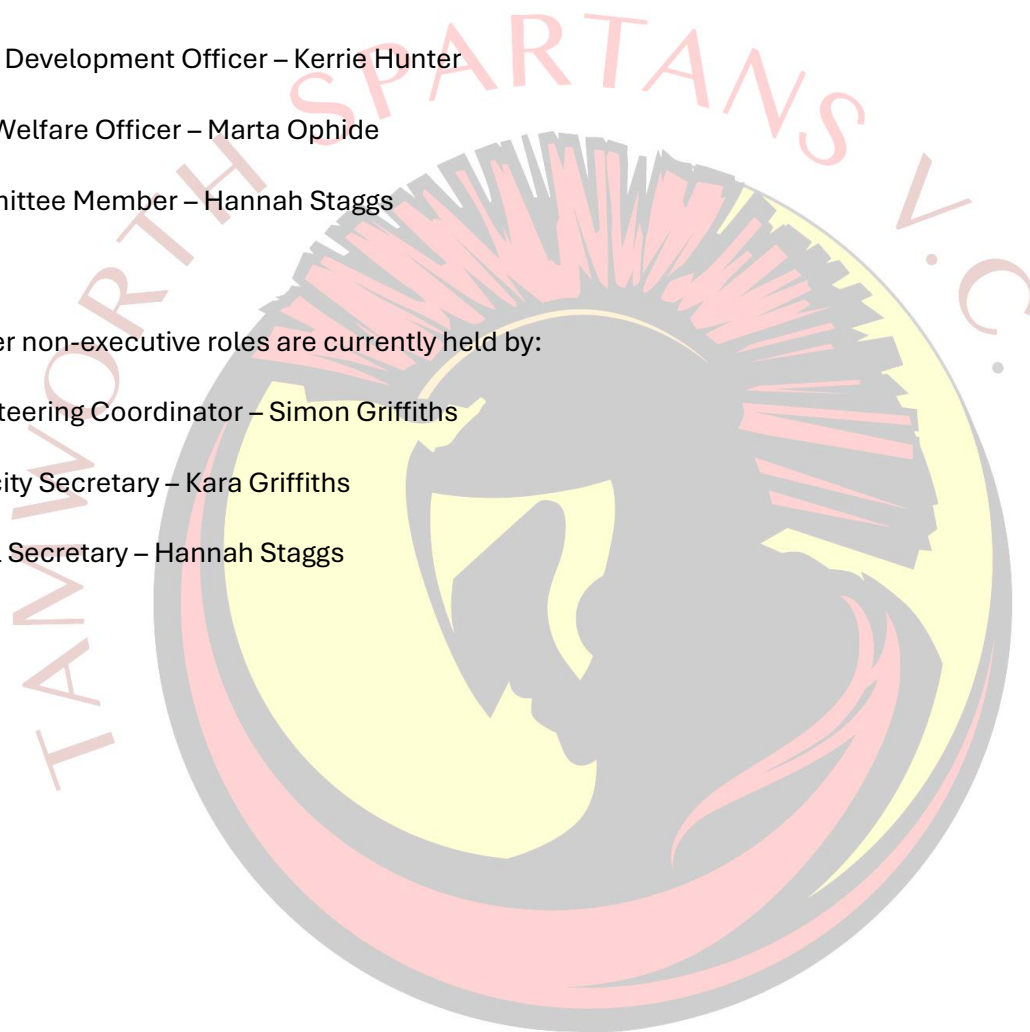 Development Officer – Kerrie Hunter
Welfare Officer – Marta Ophide
mittee Member – Hannah Staggs
er non-executive roles are currently held by:
teering Coordinator – Simon Griffiths
city Secretary – Kara Griffiths
Secretary – Hannah Staggs
TAMWORTH SPARTANS V.C.